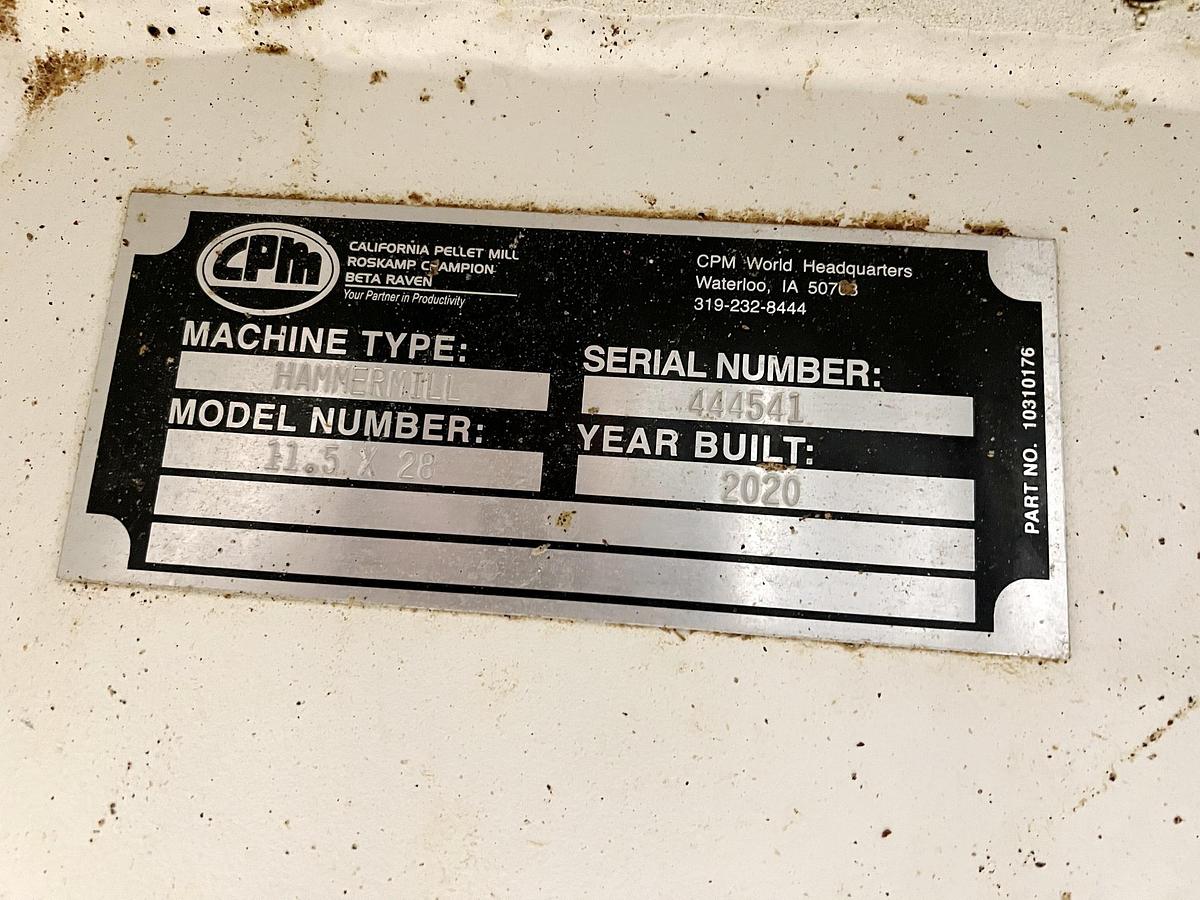 CPM
CALIFORNIA PELLET MILL
ROSKAMP CHAMPION
BETA RAVEN
Your Partner in Productivity
CPM World Headquarters
Waterloo, IA 50703
319-232-8444
MACHINE TYPE:
HAMMERMILL
MODEL NUMBER:
11.5 X 28
SERIAL NUMBER:
444541
YEAR BUILT:
2020
PART NO. 10310176